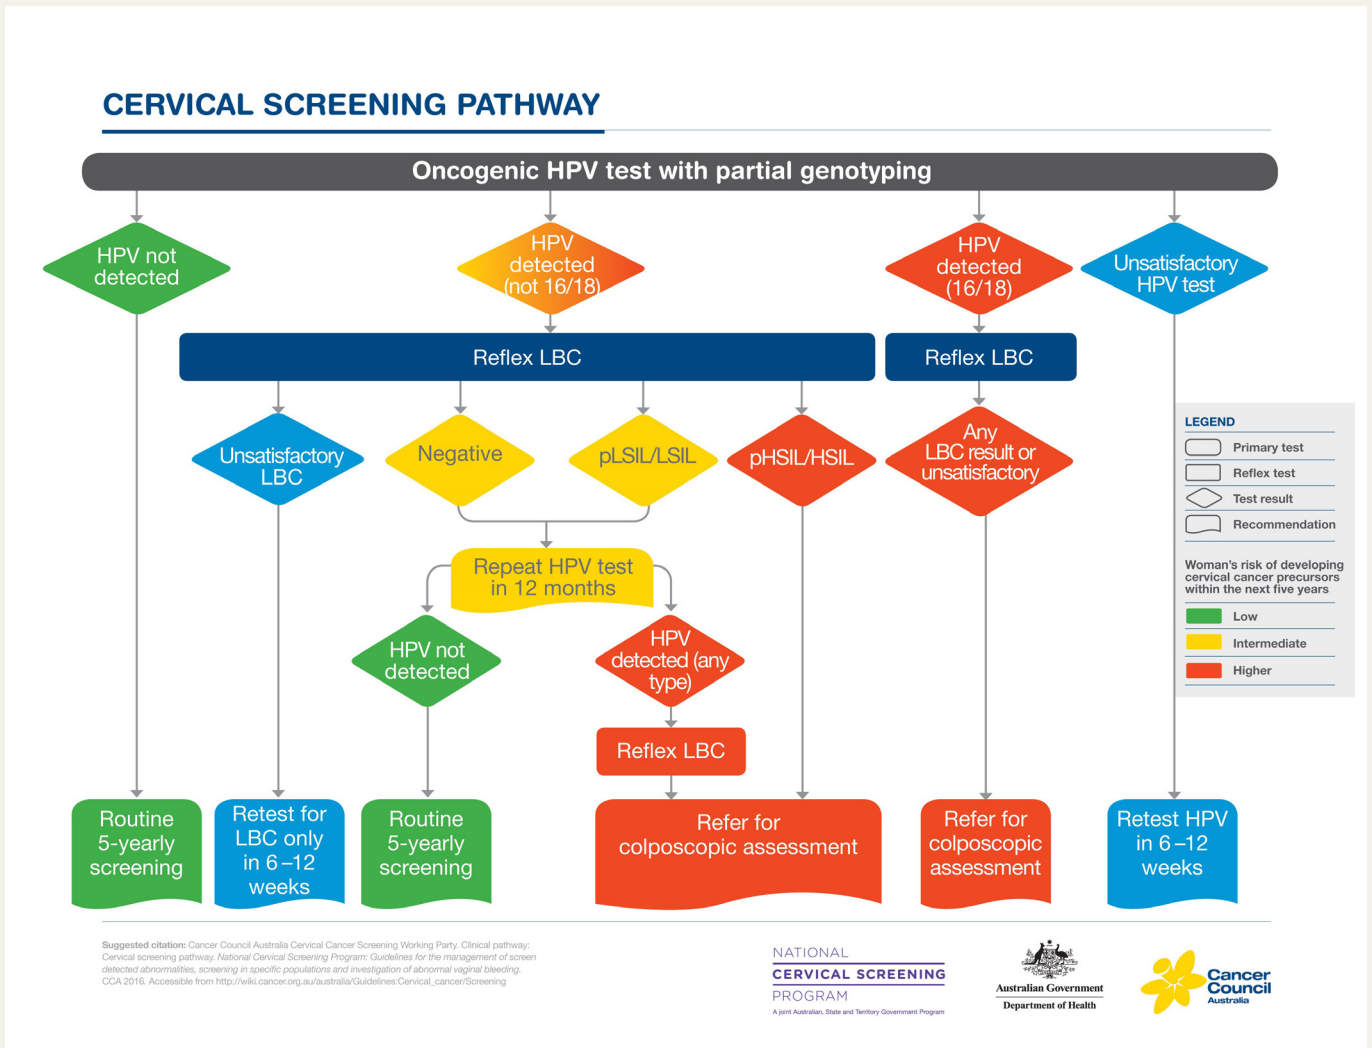 CERVICAL SCREENING PATHWAY
Oncogenic HPV test with partial genotyping
HPV not
detected
HPV
detected
(not 16/18)
HPV
detected
(16/18)
Unsatisfactory
HPV test
Reflex LBC
Reflex LBC
Unsatisfactory
LBC
Negative
pLSIL/LSIL
pHSIL/HSIL
Any
LBC result or
unsatisfactory
Repeat HPV test
in 12 months
HPV not
detected
HPV
detected (any
type)
Reflex LBC
Routine
5-yearly
screening
Retest for
LBC only
in 6–12
weeks
Routine
5-yearly
screening
Refer for
colposcopic assessment
Refer for
colposcopic
assessment
Retest HPV
in 6–12
weeks
LEGEND
Primary test
Reflex test
Test result
Recommendation
Woman's risk of developing
cervical cancer precursors
within the next five years
Low
Intermediate
Higher
Suggested citation: Cancer Council Australia Cervical Cancer Screening Working Party. Clinical pathway:
Cervical screening pathway. National Cervical Screening Program: Guidelines for the management of screen
detected abnormalities, screening in specific populations and investigation of abnormal vaginal bleeding.
CCA 2016. Accessible from http://wiki.cancer.org.au/australia/Guidelines:Cervical_cancer/Screening
NATIONAL
CERVICAL SCREENING
PROGRAM
A joint Australian, State and Territory Government Program
Australian Government
Department of Health
Cancer
Council
Australia